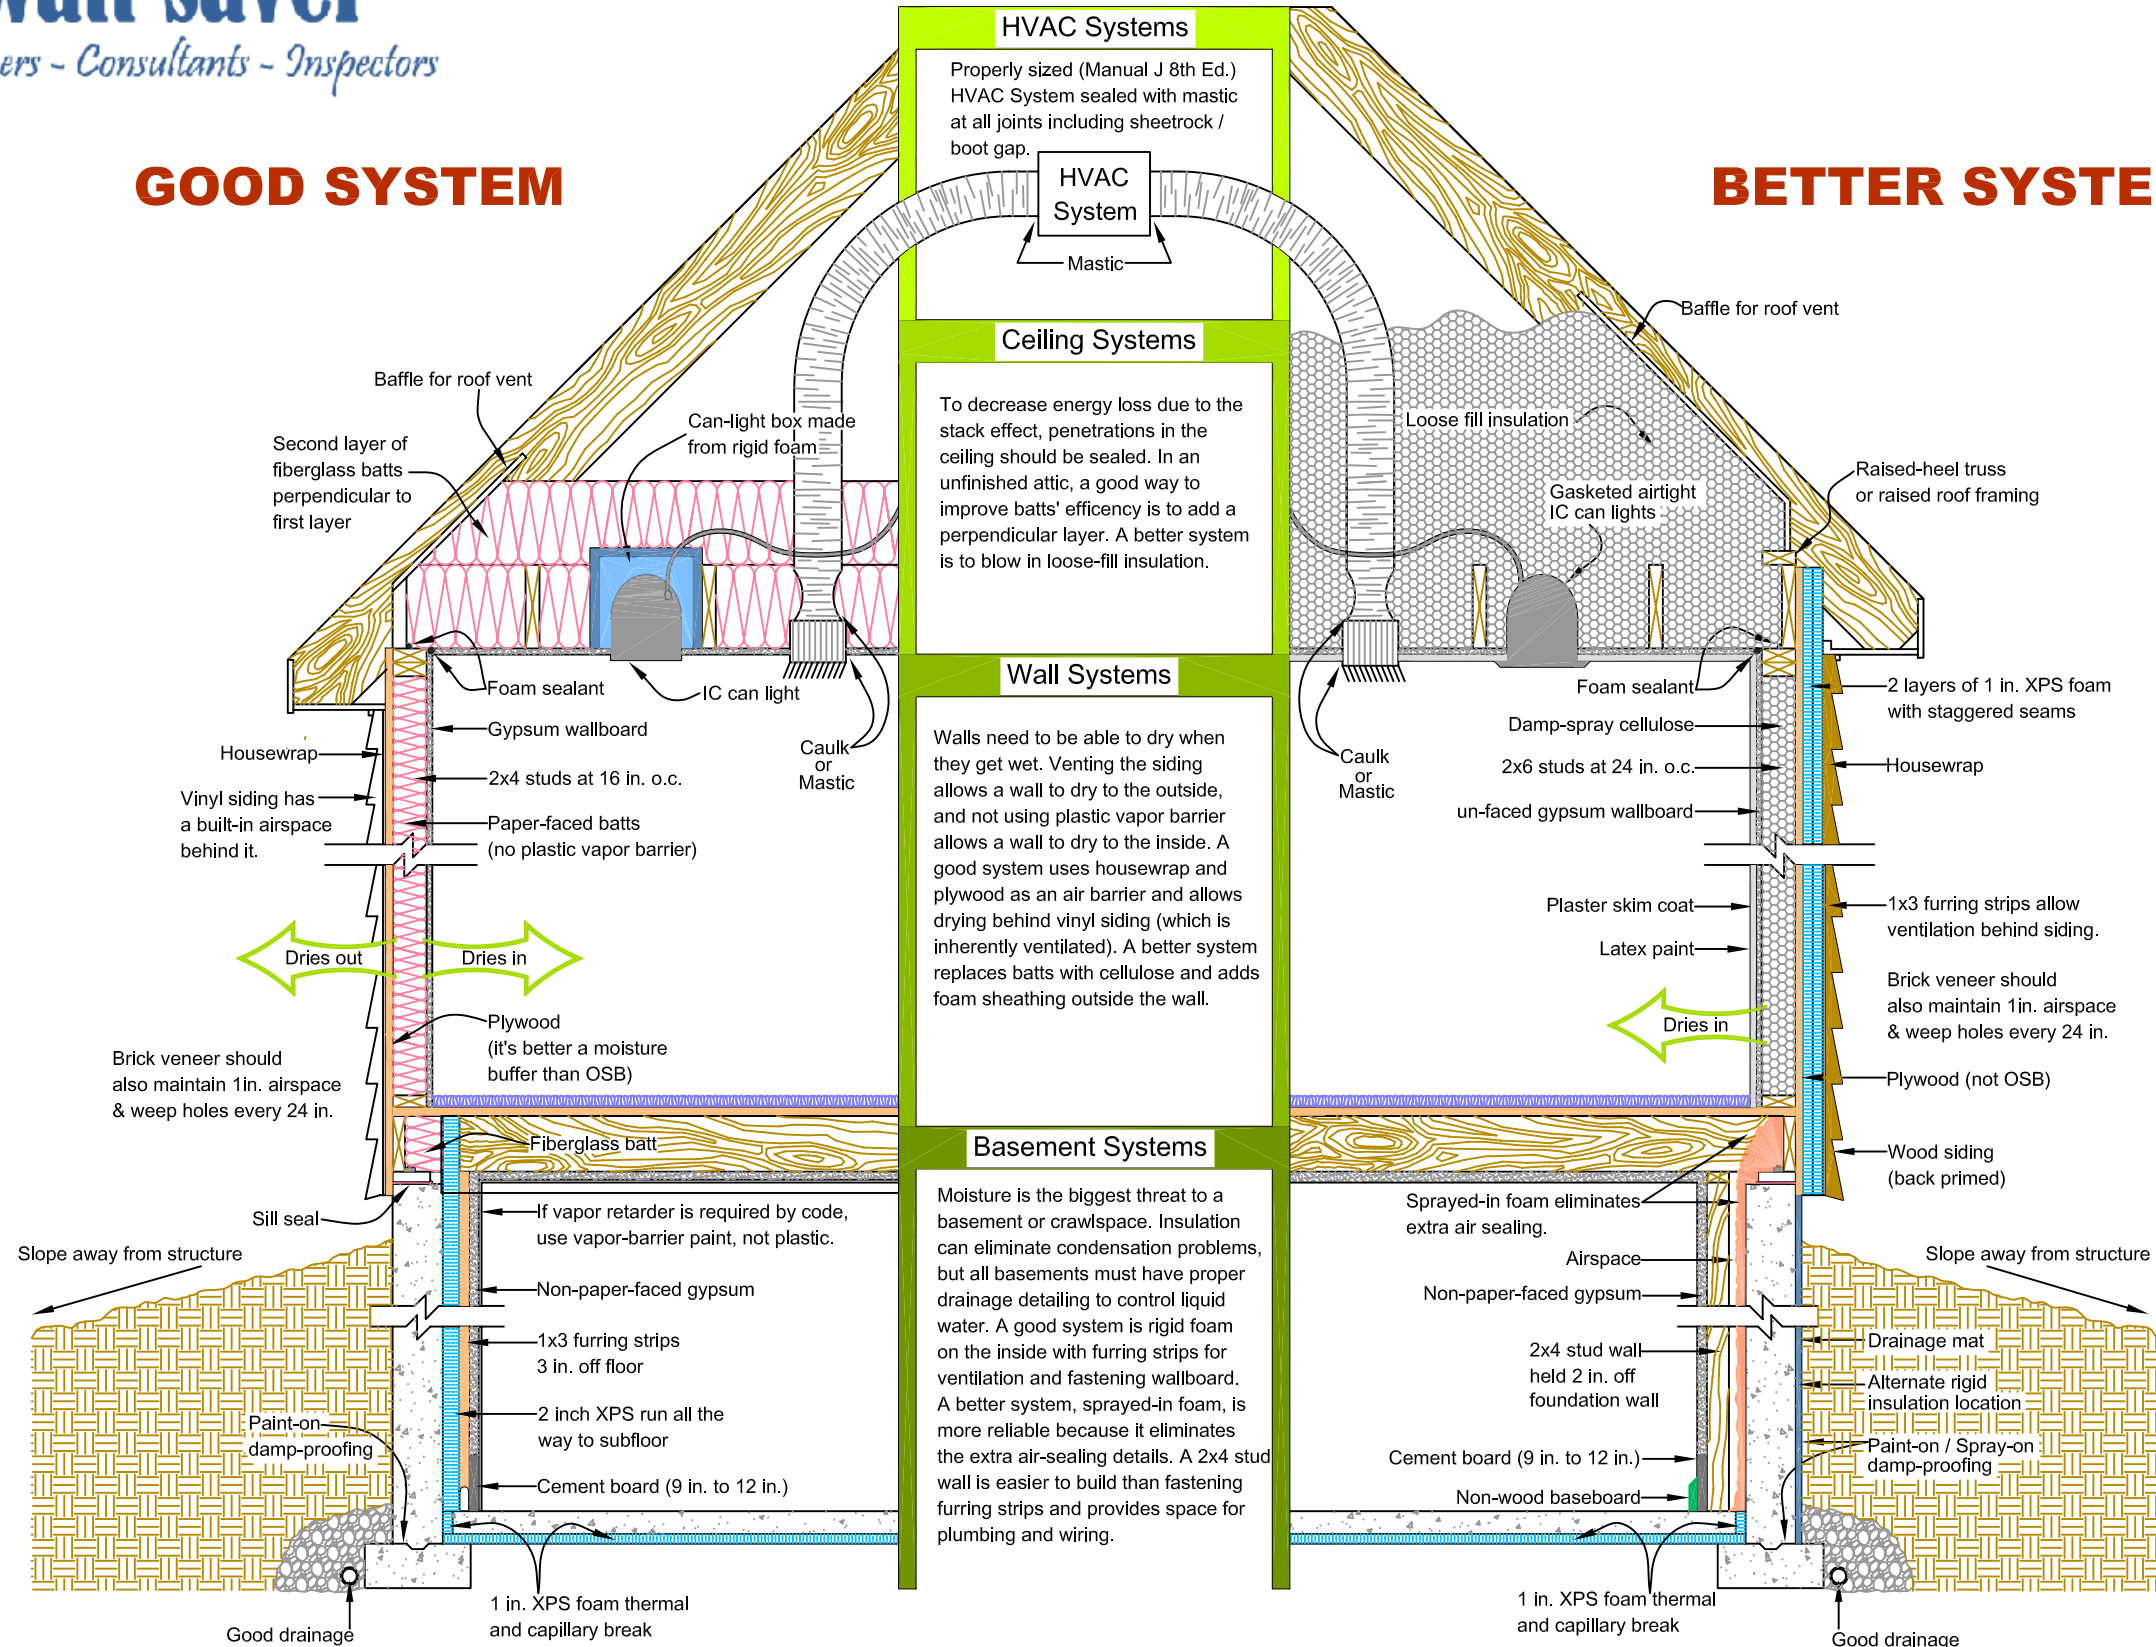 wall saver
ers - Consultants - Inspectors
GOOD SYSTEM
BETTER SYSTE
HVAC Systems
Properly sized (Manual J 8th Ed.)
HVAC System sealed with mastic
at all joints including sheetrock /
boot gap.
HVAC
System
Mastic
Ceiling Systems
To decrease energy loss due to the
stack effect, penetrations in the
ceiling should be sealed. In an
unfinished attic, a good way to
improve batts' efficency is to add a
perpendicular layer. A better system
is to blow in loose-fill insulation.
Wall Systems
Walls need to be able to dry when
they get wet. Venting the siding
allows a wall to dry to the outside,
and not using plastic vapor barrier
allows a wall to dry to the inside. A
good system uses housewrap and
plywood as an air barrier and allows
drying behind vinyl siding (which is
inherently ventilated). A better system
replaces batts with cellulose and adds
foam sheathing outside the wall.
Basement Systems
Moisture is the biggest threat to a
basement or crawlspace. Insulation
can eliminate condensation problems,
but all basements must have proper
drainage detailing to control liquid
water. A good system is rigid foam
on the inside with furring strips for
ventilation and fastening wallboard.
A better system, sprayed-in foam, is
more reliable because it eliminates
the extra air-sealing details. A 2x4 stud
wall is easier to build than fastening
furring strips and provides space for
plumbing and wiring.
Baffle for roof vent
Second layer of
fiberglass batts
perpendicular to
first layer
Can-light box made
from rigid foam
Foam sealant
IC can light
Gypsum wallboard
Housewrap
2x4 studs at 16 in. o.c.
Caulk
or
Mastic
Vinyl siding has
a built-in airspace
behind it.
Paper-faced batts
(no plastic vapor barrier)
Dries out
Dries in
Plywood
(it's better a moisture
buffer than OSB)
Brick veneer should
also maintain 1in. airspace
& weep holes every 24 in.
Fiberglass batt
Sill seal
If vapor retarder is required by code,
use vapor-barrier paint, not plastic.
Slope away from structure
Non-paper-faced gypsum
1x3 furring strips
3 in. off floor
2 inch XPS run all the
way to subfloor
Paint-on
damp-proofing
Cement board (9 in. to 12 in.)
1 in. XPS foam thermal
and capillary break
Good drainage
Baffle for roof vent
Loose fill insulation
Raised-heel truss
or raised roof framing
Gasketed airtight
IC can lights
Foam sealant
2 layers of 1 in. XPS foam
with staggered seams
Damp-spray cellulose
Caulk
or
Mastic
2x6 studs at 24 in. o.c.
Housewrap
un-faced gypsum wallboard
Plaster skim coat
1x3 furring strips allow
ventilation behind siding.
Latex paint
Brick veneer should
also maintain 1in. airspace
& weep holes every 24 in.
Dries in
Plywood (not OSB)
Wood siding
(back primed)
Sprayed-in foam eliminates
extra air sealing.
Airspace
Slope away from structure
Non-paper-faced gypsum
Drainage mat
2x4 stud wall
held 2 in. off
foundation wall
Alternate rigid
insulation location
Paint-on / Spray-on
damp-proofing
Cement board (9 in. to 12 in.)
Non-wood baseboard
1 in. XPS foam thermal
and capillary break
Good drainage